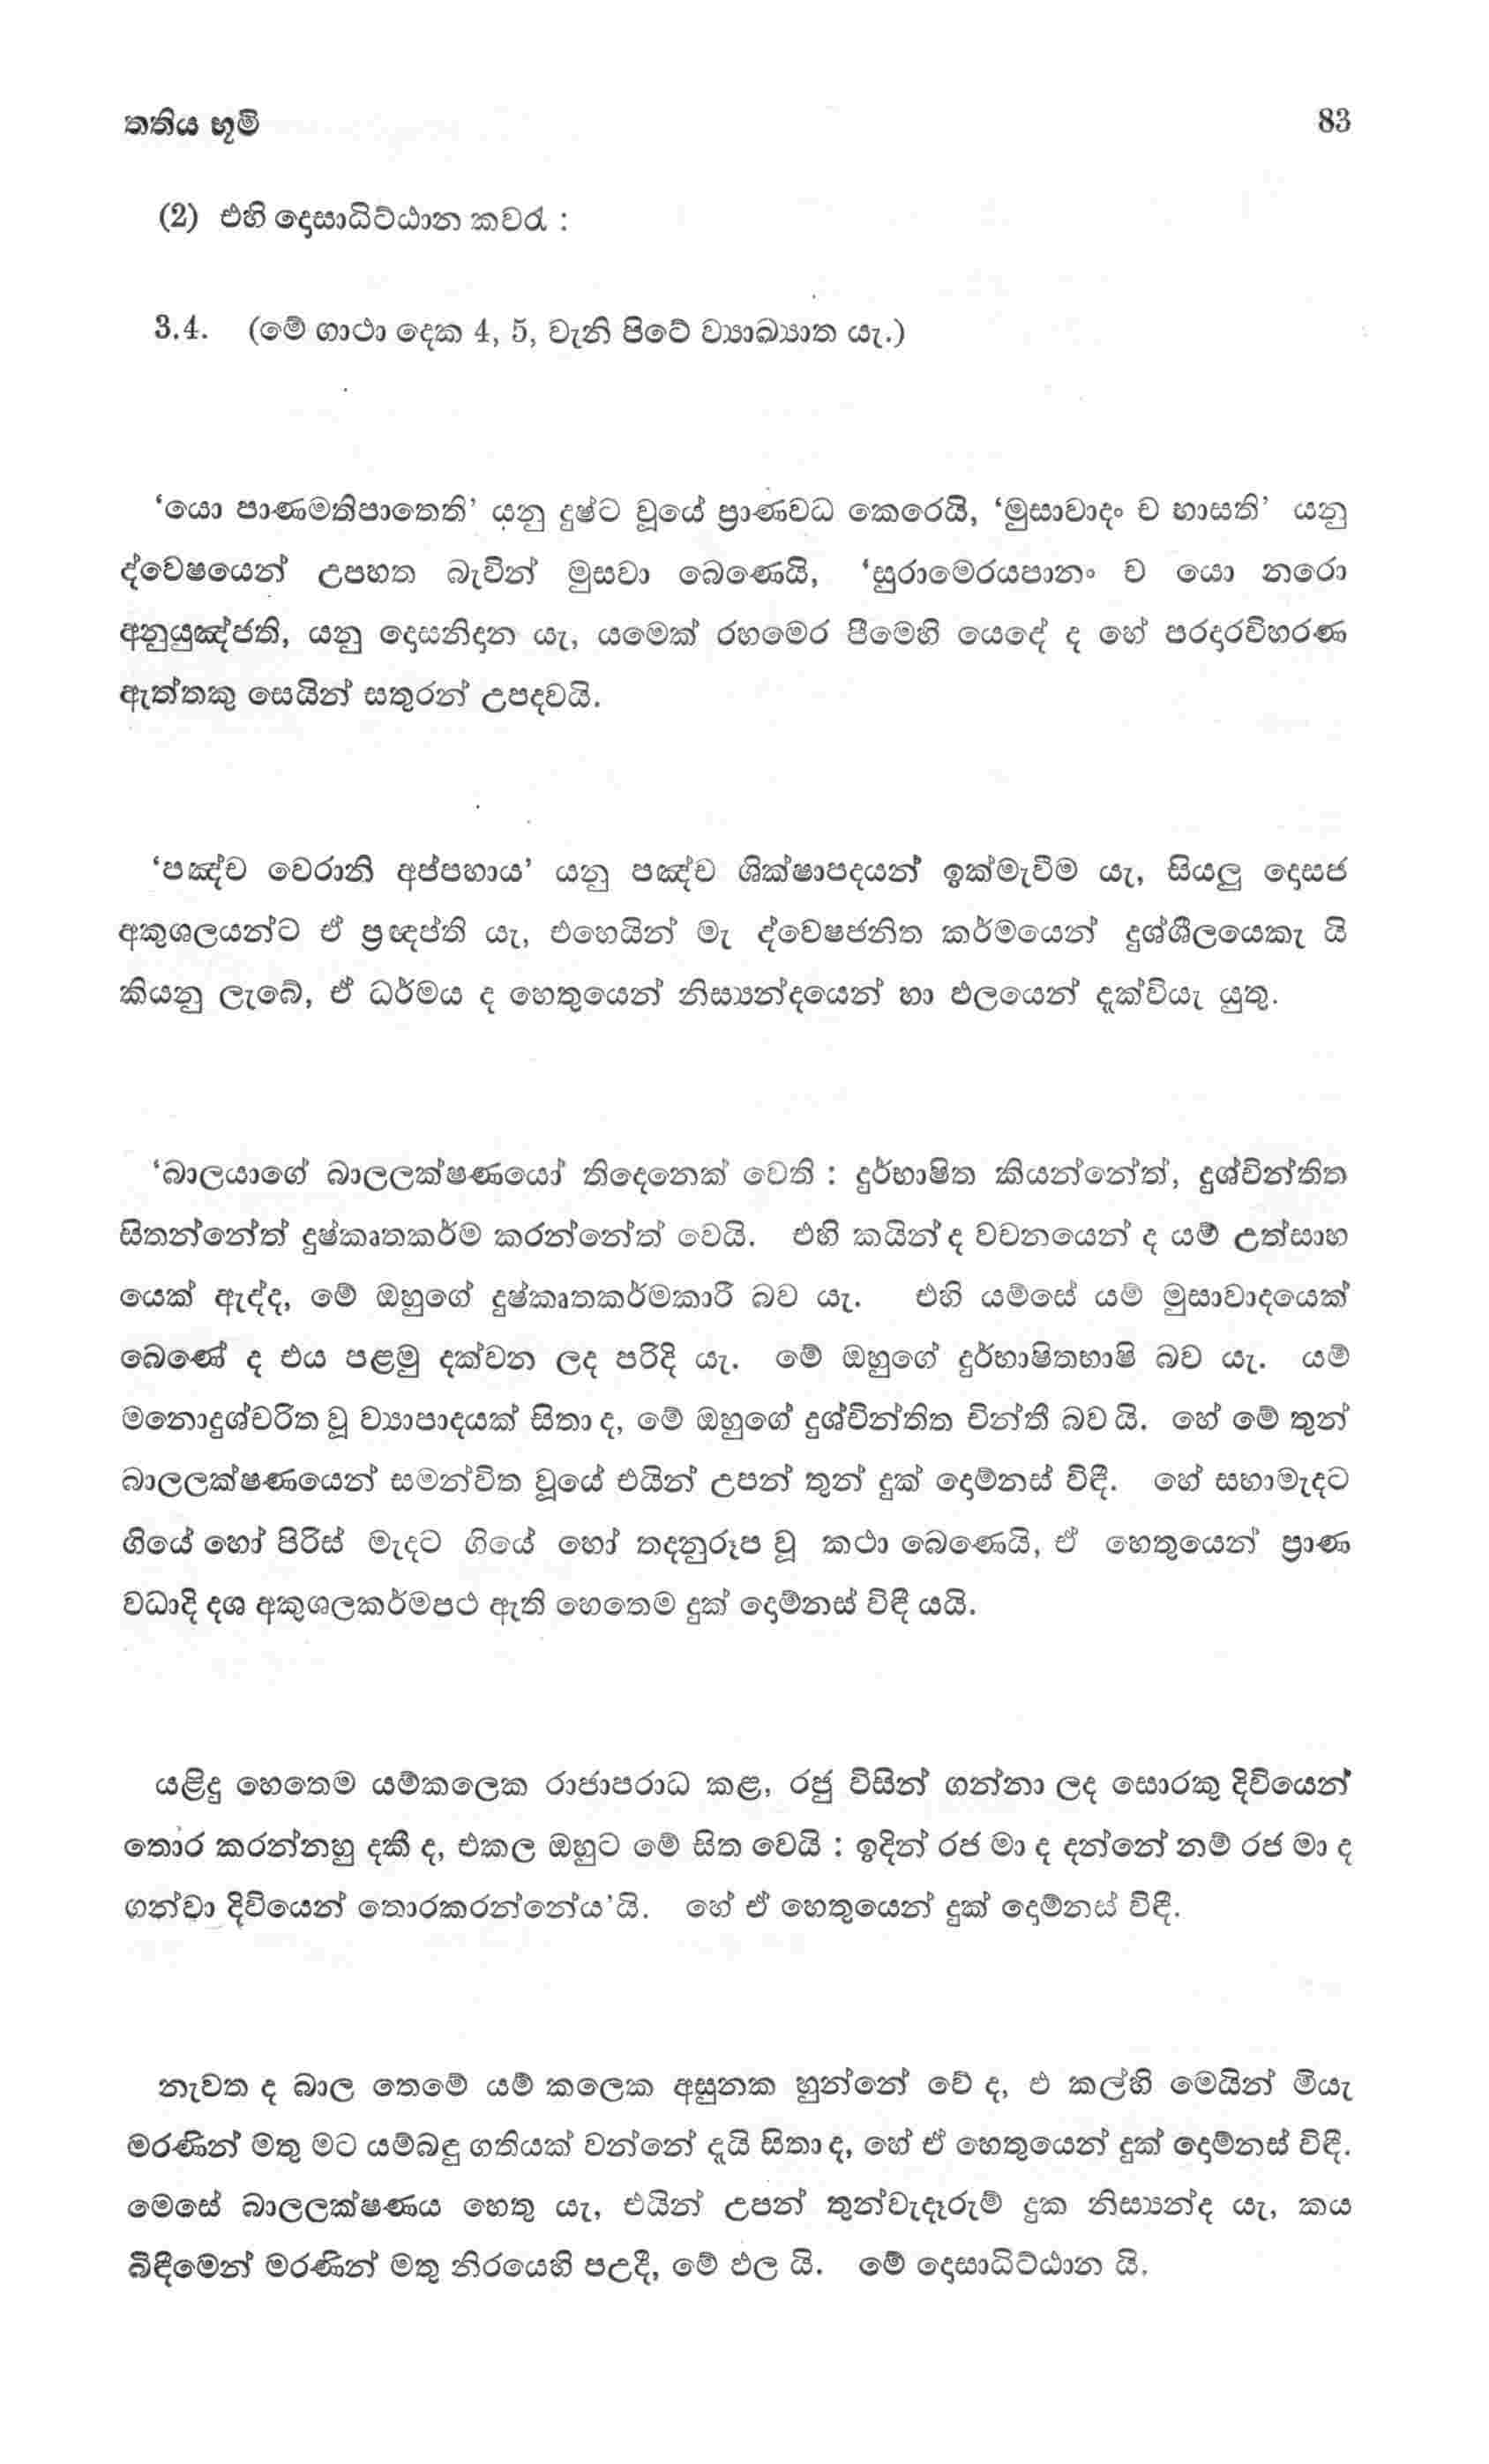 තතිය භූමි 83
(2) එහි දොසාධිට්ඨාන කවරැ :
3.4. (මේ ගාථා දෙක 4, 5, වැනි පිටේ ව්‍යාඛ්‍යාත යැ.)
‘යො පාණමතිපාතෙති’ යනු දුෂ්ට වූයේ ප්‍රාණවධ කෙරෙයි, ‘මුසාවාදං ච භාසති’ යනු
ද්වෙෂයෙන් උපහත බැවින් මුසවා බෙණෙයි, ‘සුරාමෙරයපානං ච යො නරො
අනුයුඤ්ජති, යනු දොසනිදාන යැ, යමෙක් රහමෙර පීමෙහි යෙදේ ද හේ පරදාරවිහරණ
ඇත්තකු සෙයින් සතුරන් උපදවයි.
‘පඤ්ච වෙරානි අප්පහාය’ යනු පඤ්ච ශික්ෂාපදයන් ඉක්මැවීම යැ, සියලු දොසජ
අකුශලයන්ට ඒ ප්‍රඥප්ති යැ, එහෙයින් මැ ද්වෙෂජනිත කර්මයෙන් දුශ්ශීලයෙකැ යි
කියනු ලැබේ, ඒ ධර්මය ද හෙතුයෙන් නිස්‍යන්දයෙන් හා ඵලයෙන් දැක්වියැ යුතු.
‘බාලයාගේ බාලලක්ෂණයෝ තිදෙනෙක් වෙති : දුර්භාෂිත කියන්නේත්, දුශ්චින්තිත
සිතන්නේත් දුෂ්කෘතකර්ම කරන්නේත් වෙයි. එහි කයින් ද වචනයෙන් ද යම් උත්සාහ
යෙක් ඇද්ද, මේ ඔහුගේ දුෂ්කෘතකර්මකාරී බව යැ. එහි යම්සේ යම් මුසාවාදයෙක්
බෙණේ ද එය පළමු දක්වන ලද පරිදි යැ. මේ ඔහුගේ දුර්භාෂිතභාෂි බව යැ. යම්
මනොදුශ්චරිත වූ ව්‍යාපාදයක් සිතා ද, මේ ඔහුගේ දුශ්චින්තිත චින්තී බව යි. හේ මේ තුන්
බාලලක්ෂණයෙන් සමන්විත වූයේ එයින් උපන් තුන් දුක් දොම්නස් විඳී. හේ සභාමැදට
ගියේ හෝ පිරිස් මැදට ගියේ හෝ තදනුරූප වූ කථා බෙණෙයි, ඒ හෙතුයෙන් ප්‍රාණ
වධාදි දශ අකුශලකර්මපථ ඇති හෙතෙම දුක් දොම්නස් විඳී යයි.
යළිදු හෙතෙම යම්කලෙක රාජාපරාධ කළ, රජු විසින් ගන්නා ලද සොරකු දිවියෙන්
තොර කරන්නහු දකී ද, එකල ඔහුට මේ සිත වෙයි : ඉදින් රජ මා ද දන්නේ නම් රජ මා ද
ගන්වා දිවියෙන් තොරකරන්නේය’යි. හේ ඒ හෙතුයෙන් දුක් දොම්නස් විඳී.
නැවත ද බාල තෙමේ යම් කලෙක අසුනක හුන්නේ වේ ද, එ කල්හි මෙයින් මියැ
මරණින් මතු මට යම්බඳු ගතියක් වන්නේ දැයි සිතා ද, හේ ඒ හෙතුයෙන් දුක් දොම්නස් විඳී.
මෙසේ බාලලක්ෂණය හෙතු යැ, එයින් උපන් තුන්වැදෑරුම් දුක නිස්‍යන්ද යැ, කය
බිඳීමෙන් මරණින් මතු නිරයෙහි පඋදී, මේ ඵල යි. මේ දොසාධිට්ඨාන යි.